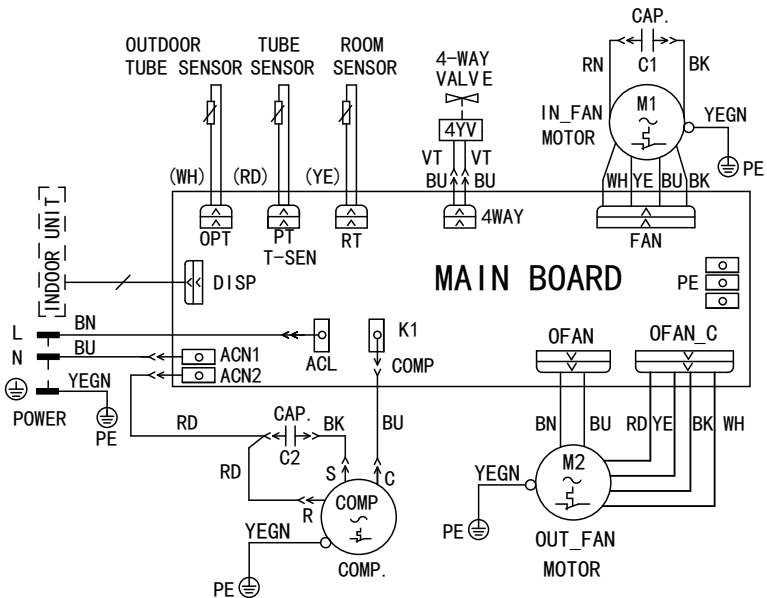 CAP.
C1
RN
BK
M1
IN_FAN
MOTOR
YEGN
PE
WH YE BU BK
FAN
OUTDOOR
TUBE SENSOR
TUBE
SENSOR
ROOM
SENSOR
4-WAY
VALVE
4YV
VT VT
BU BU
4WAY
(WH) (RD) (YE)
OPT
PT
T-SEN
RT
INDOOR UNIT
DISP
MAIN BOARD
PE
L
BN
N
BU
YEGN
POWER
PE
ACL
K1
COMP
ACN1
ACN2
OFAN
OFAN_C
RD
CAP.
C2
BK
BU
RD
S
C
R
COMP
COMP.
YEGN
PE
BN
BU
RD YE BK WH
M2
YEGN
PE
OUT_FAN
MOTOR